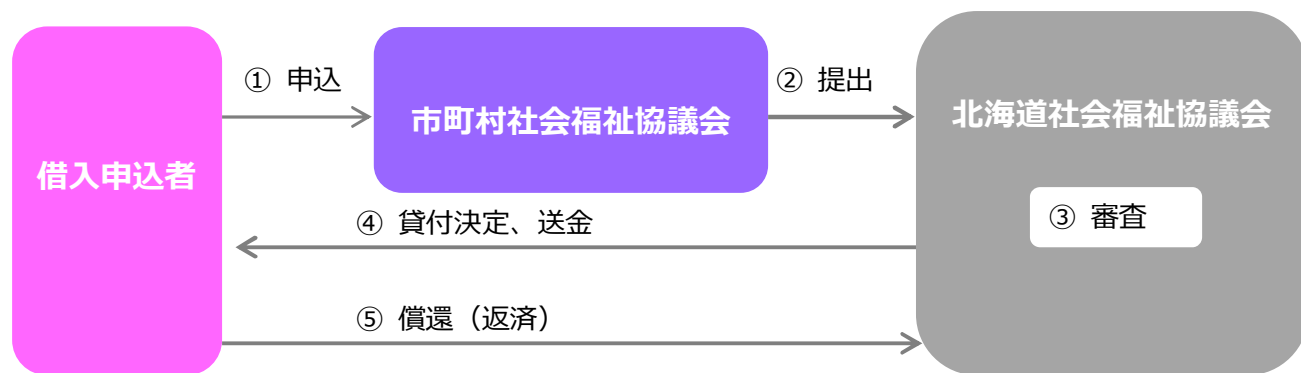 ① 申込
② 提出
市町村社会福祉協議会
北海道社会福祉協議会
借入申込者
③ 審査
④ 貸付決定、送金
⑤ 償還（返済）